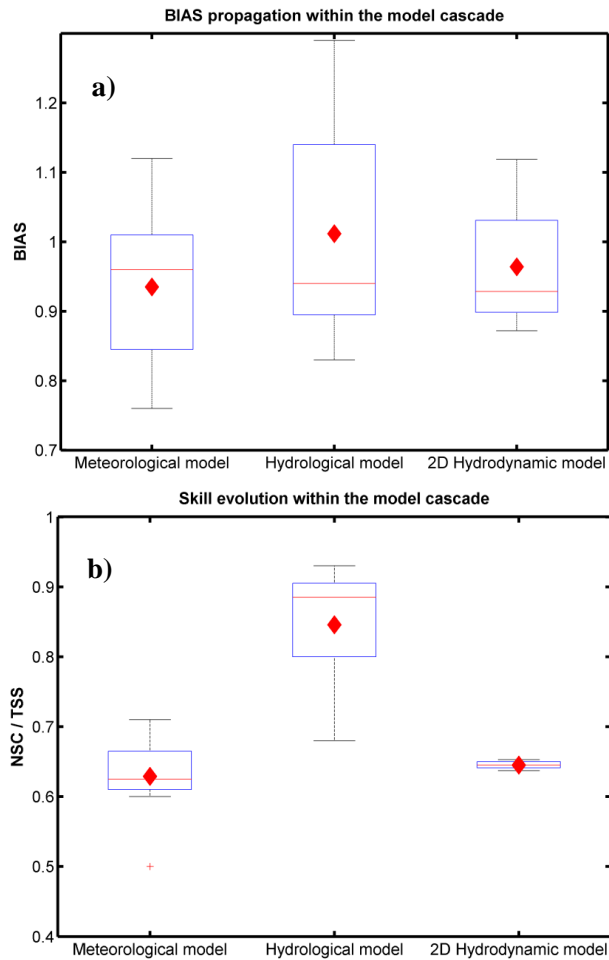 BIAS propagation within the model cascade
a)
BIAS
1.2
1.1
1
0.9
0.8
0.7
Meteorological model Hydrological model 2D Hydrodynamic model
Skill evolution within the model cascade
b)
NSC / TSS
1
0.9
0.8
0.7
0.6
0.5
0.4
Meteorological model Hydrological model 2D Hydrodynamic model